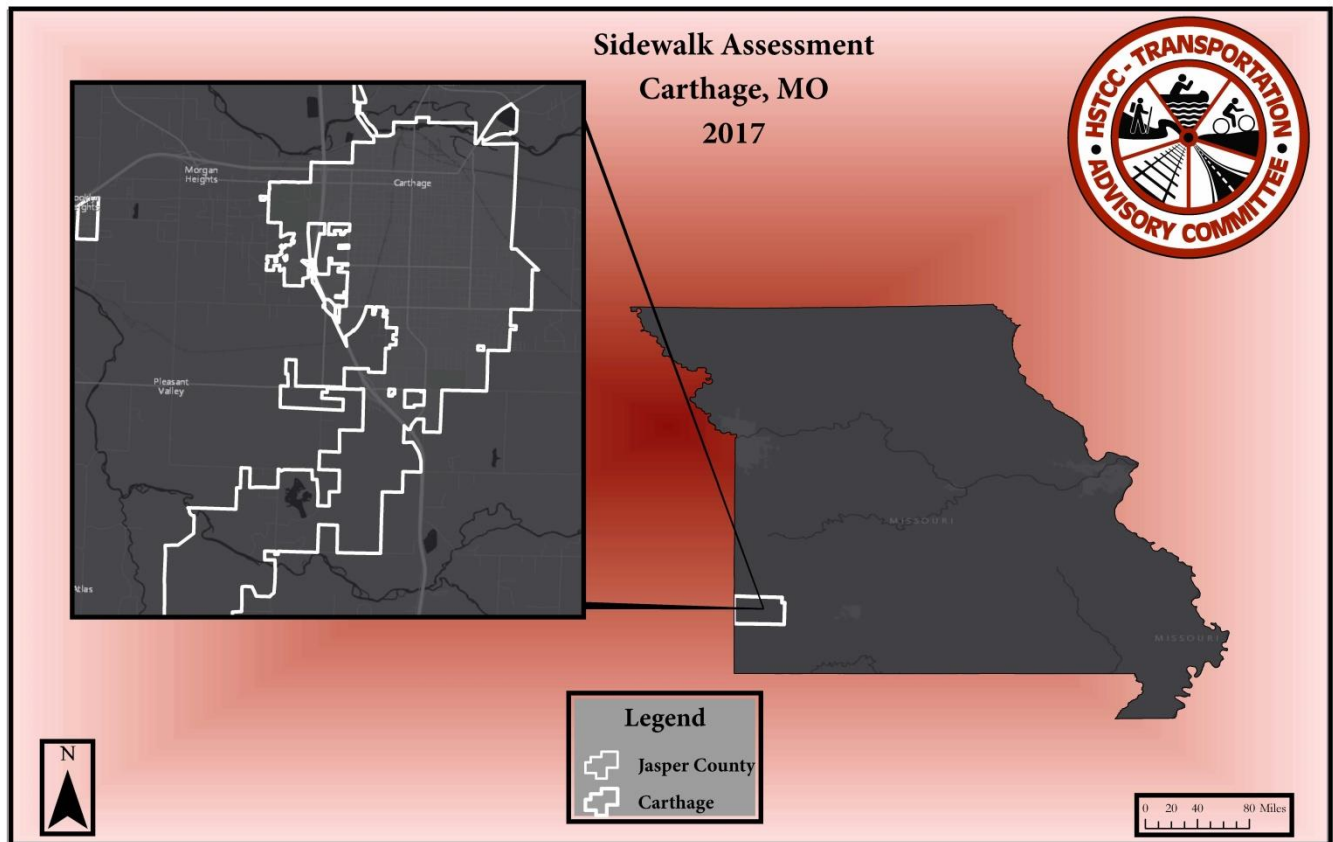 Sidewalk Assessment
Carthage, MO
2017
HSTCC - TRANSPORTATION
ADVISORY COMMITTEE
Morgan
Heights
Carthage
Pleasant
Valley
Atlas
MISSOURI
MISSOURI
Legend
Jasper County
Carthage
N
0 20 40 80 Miles